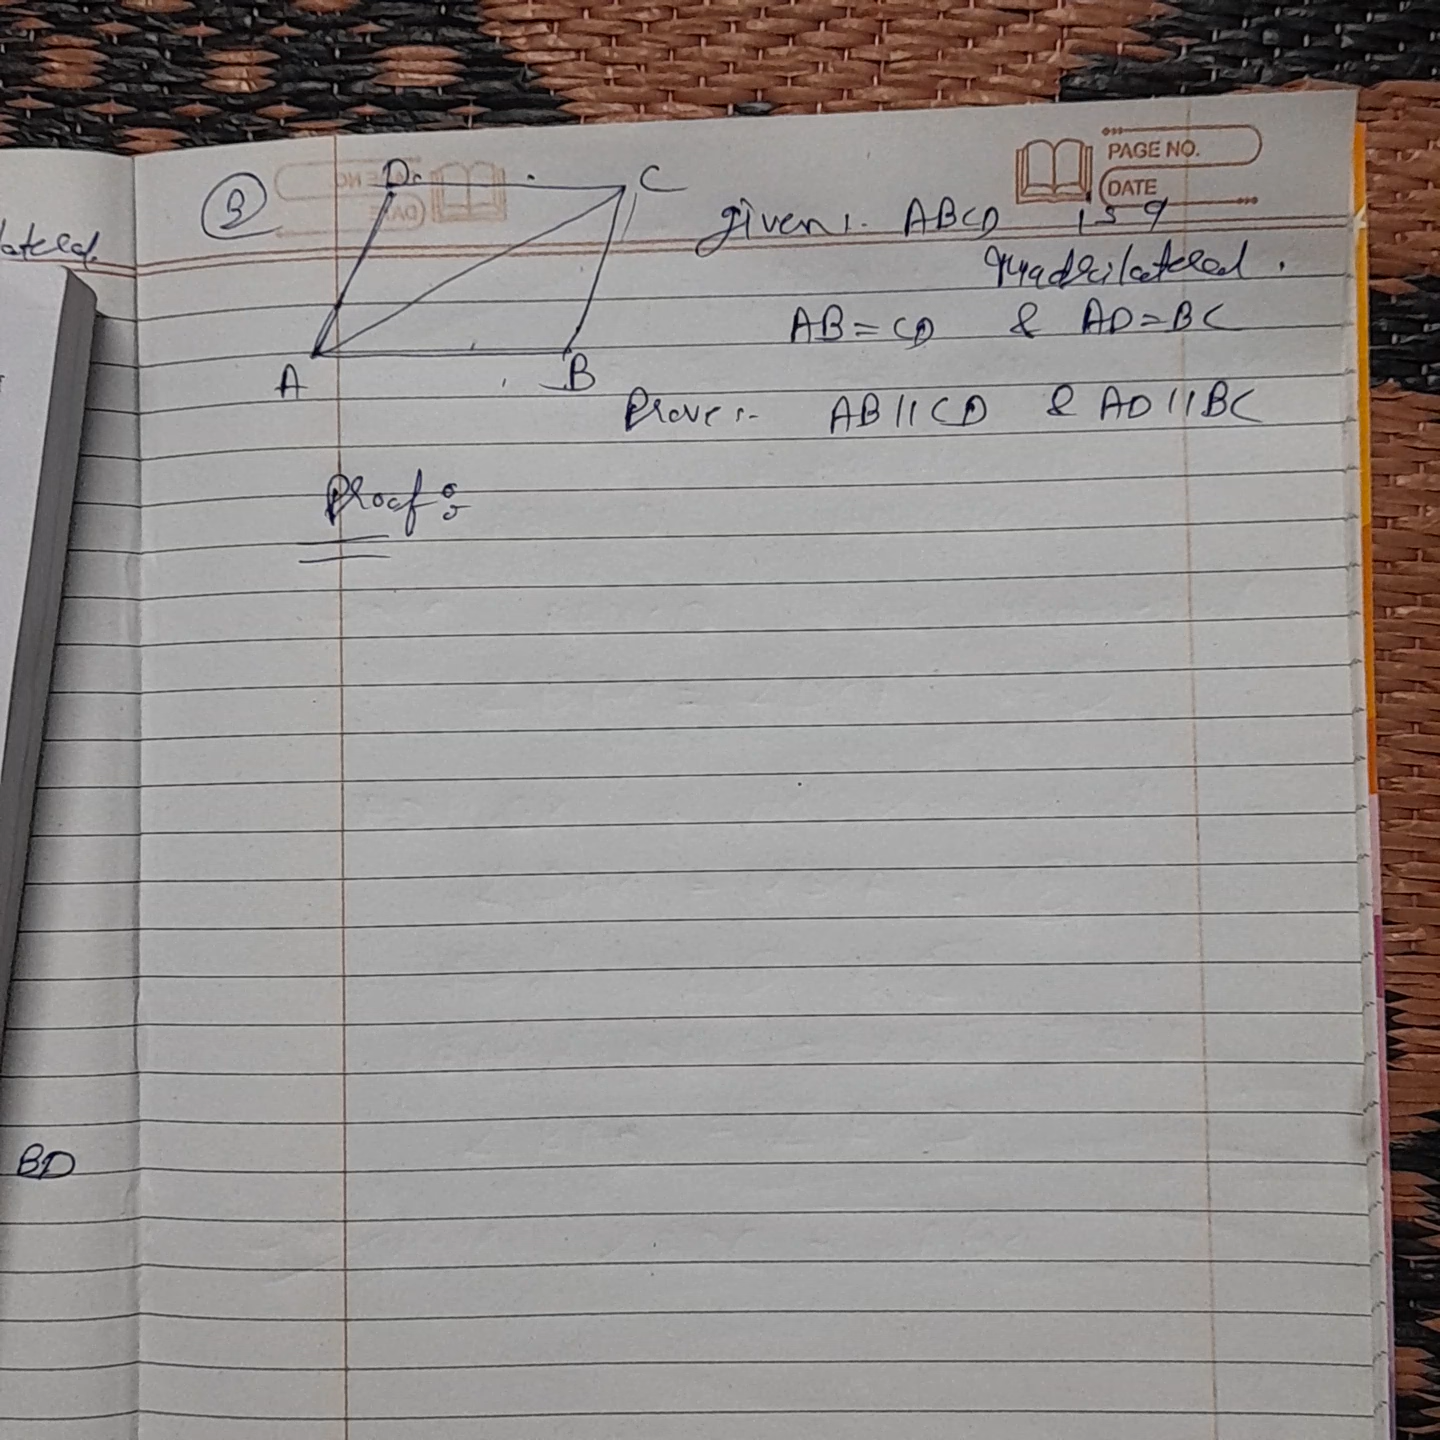 lateral.
3
D
C
A
B
PAGE NO.
DATE
given :- ABCD is a
quadrilateral.
AB = CD & AD = BC
Prove :- AB || CD & AD || BC
Proof :-
BD